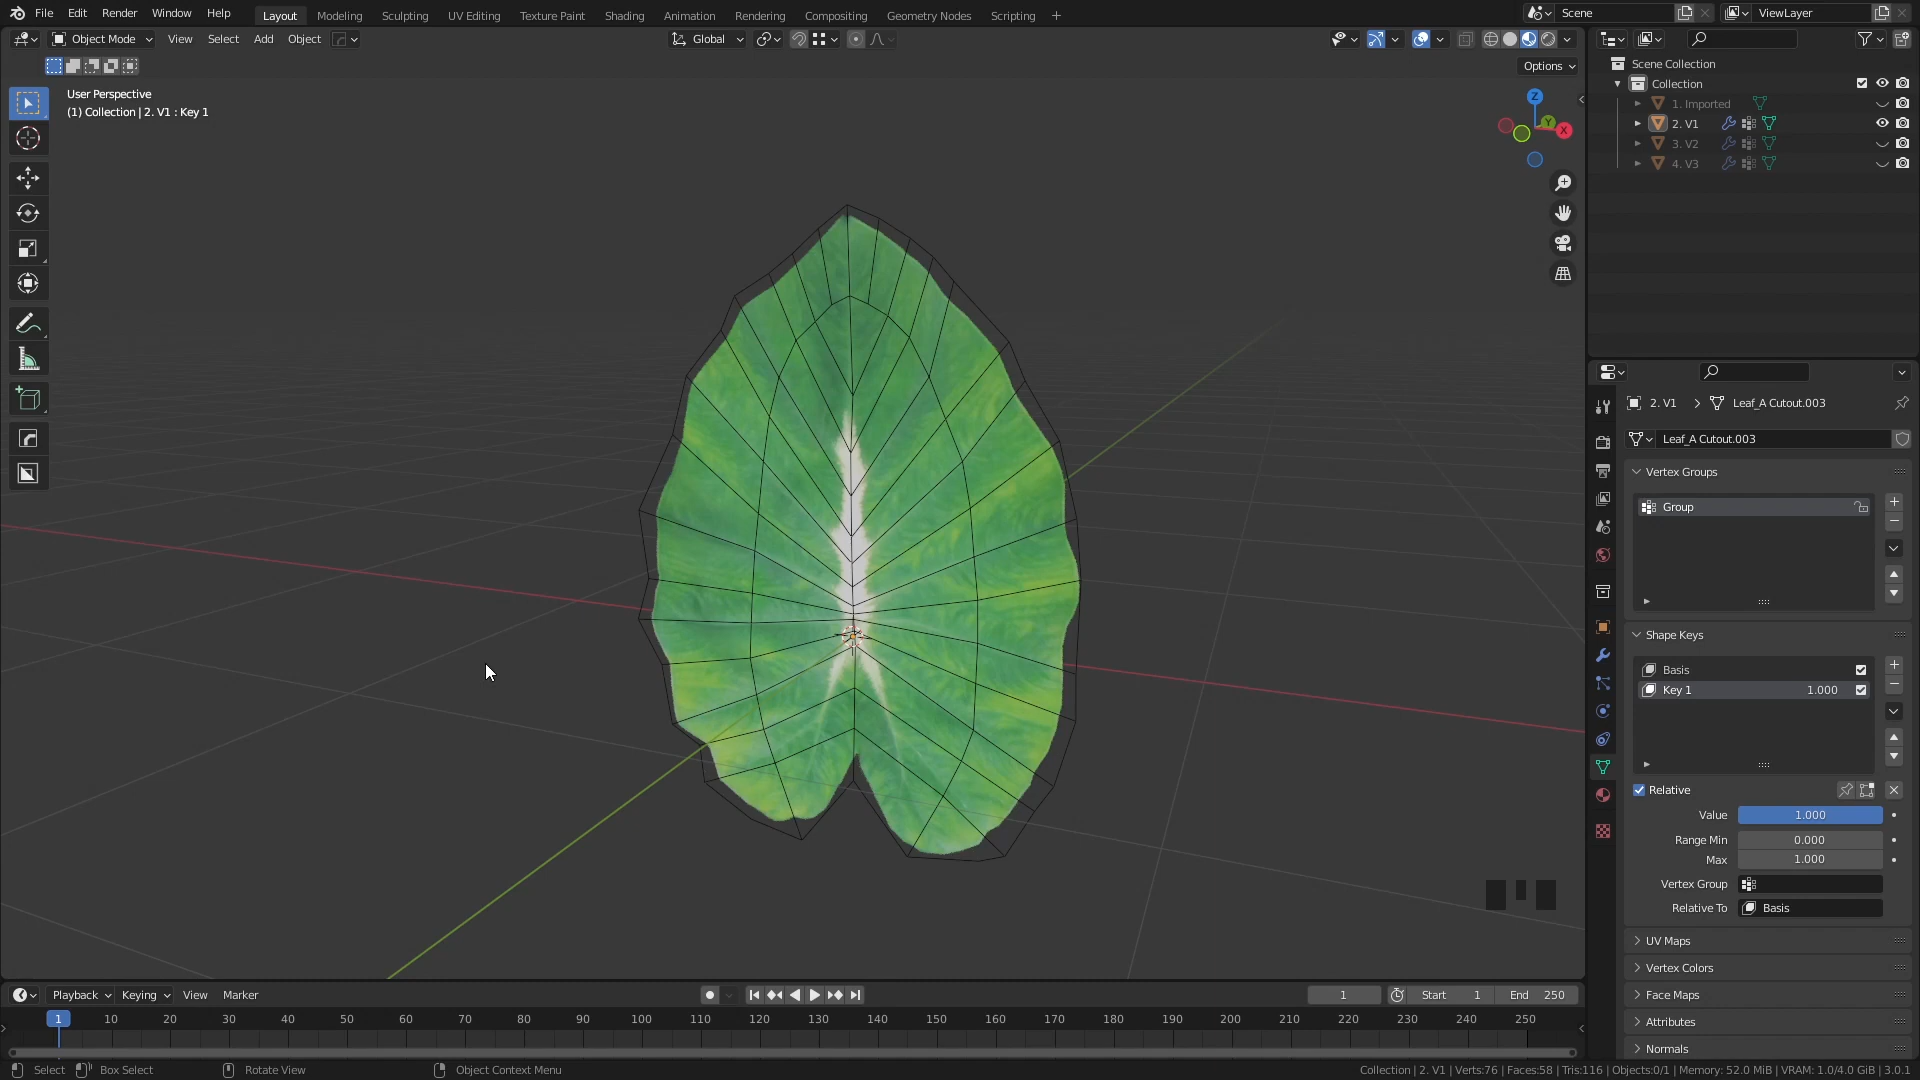 File Edit Render Window Help Layout Modeling Sculpting UV Editing Texture Paint Shading Animation Rendering Compositing Geometry Nodes Scripting + Scene ViewLayer
Object Mode View Select Add Object Global
Options
User Perspective
(1) Collection | 2. V1 : Key 1
Z
Y
X
Scene Collection
Collection
1. Imported
2. V1
3. V2
4. V3
2. V1 > Leaf_A Cutout.003
Leaf_A Cutout.003
Vertex Groups
Group
Shape Keys
Basis
Key 1 1.000
Relative
Value 1.000
Range Min 0.000
Max 1.000
Vertex Group
Relative To Basis
UV Maps
Vertex Colors
Face Maps
Attributes
Normals
Playback Keying View Marker 1 Start 1 End 250
1 10 20 30 40 50 60 70 80 90 100 110 120 130 140 150 160 170 180 190 200 210 220 230 240 250
Select Box Select Rotate View Object Context Menu Collection | 2. V1 | Verts:76 | Faces:58 | Tris:116 | Objects:0/1 | Memory: 52.0 MiB | VRAM: 1.0/4.0 GiB | 3.0.1